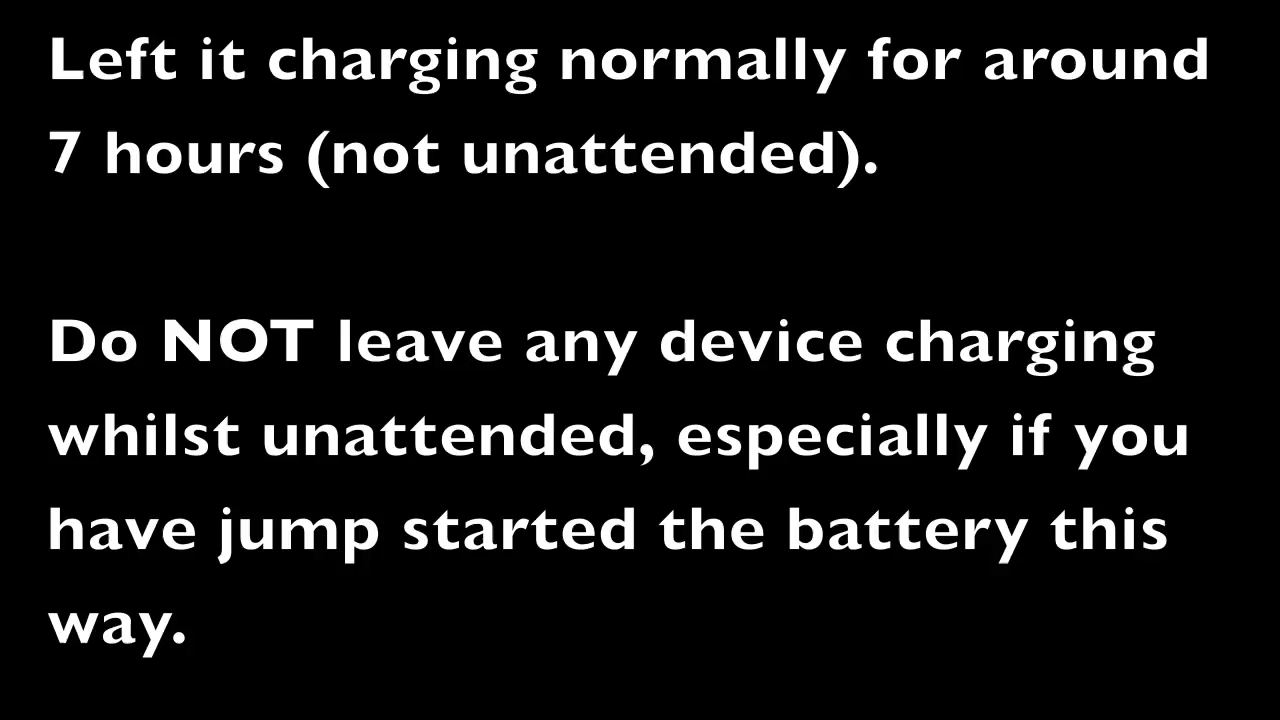 Left it charging normally for around
7 hours (not unattended).
Do NOT leave any device charging
whilst unattended, especially if you
have jump started the battery this
way.